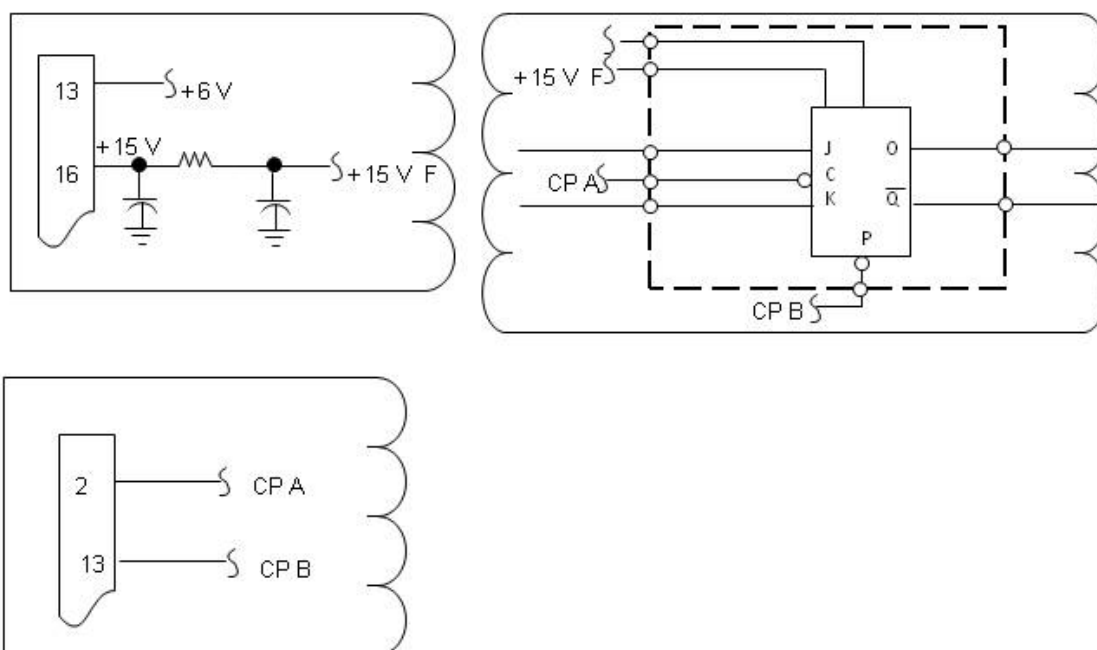 13
+6 V
+15 V
16
+15 V F
+15 V F
J O
CP A
C
K Q
P
CP B
2
CP A
13
CP B